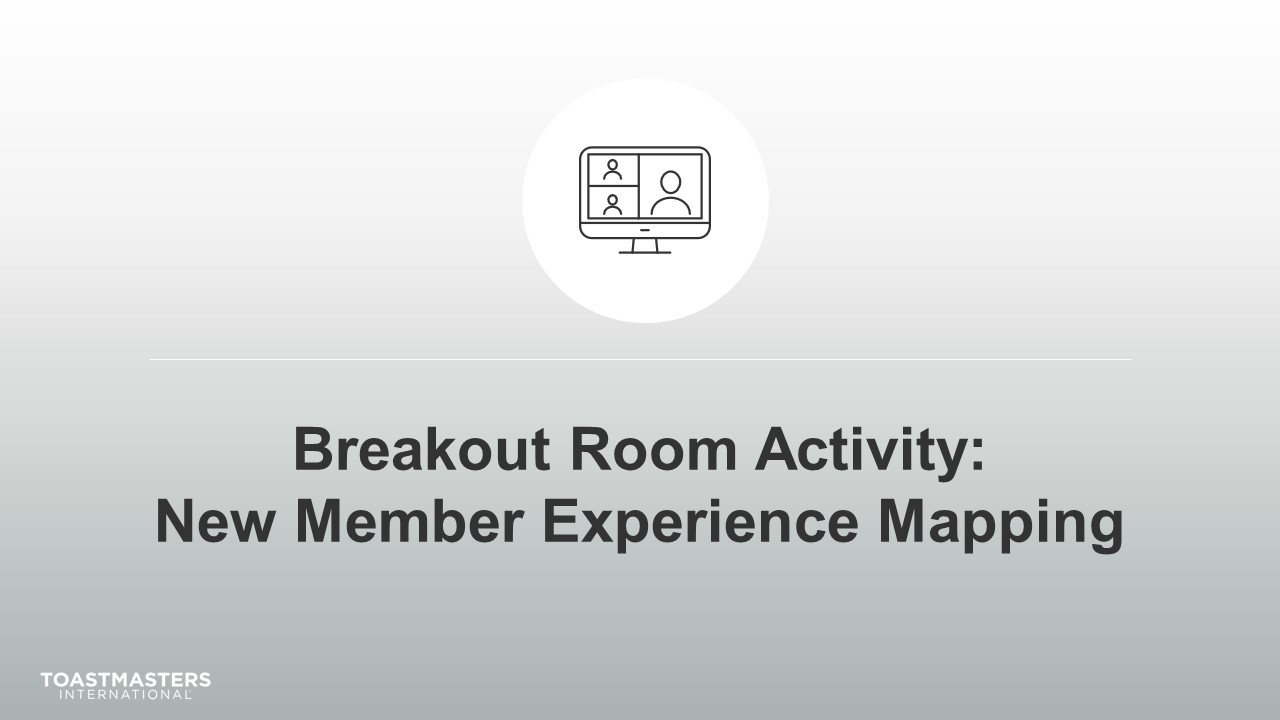 Breakout Room Activity:
New Member Experience Mapping
TOASTMASTERS
INTERNATIONAL